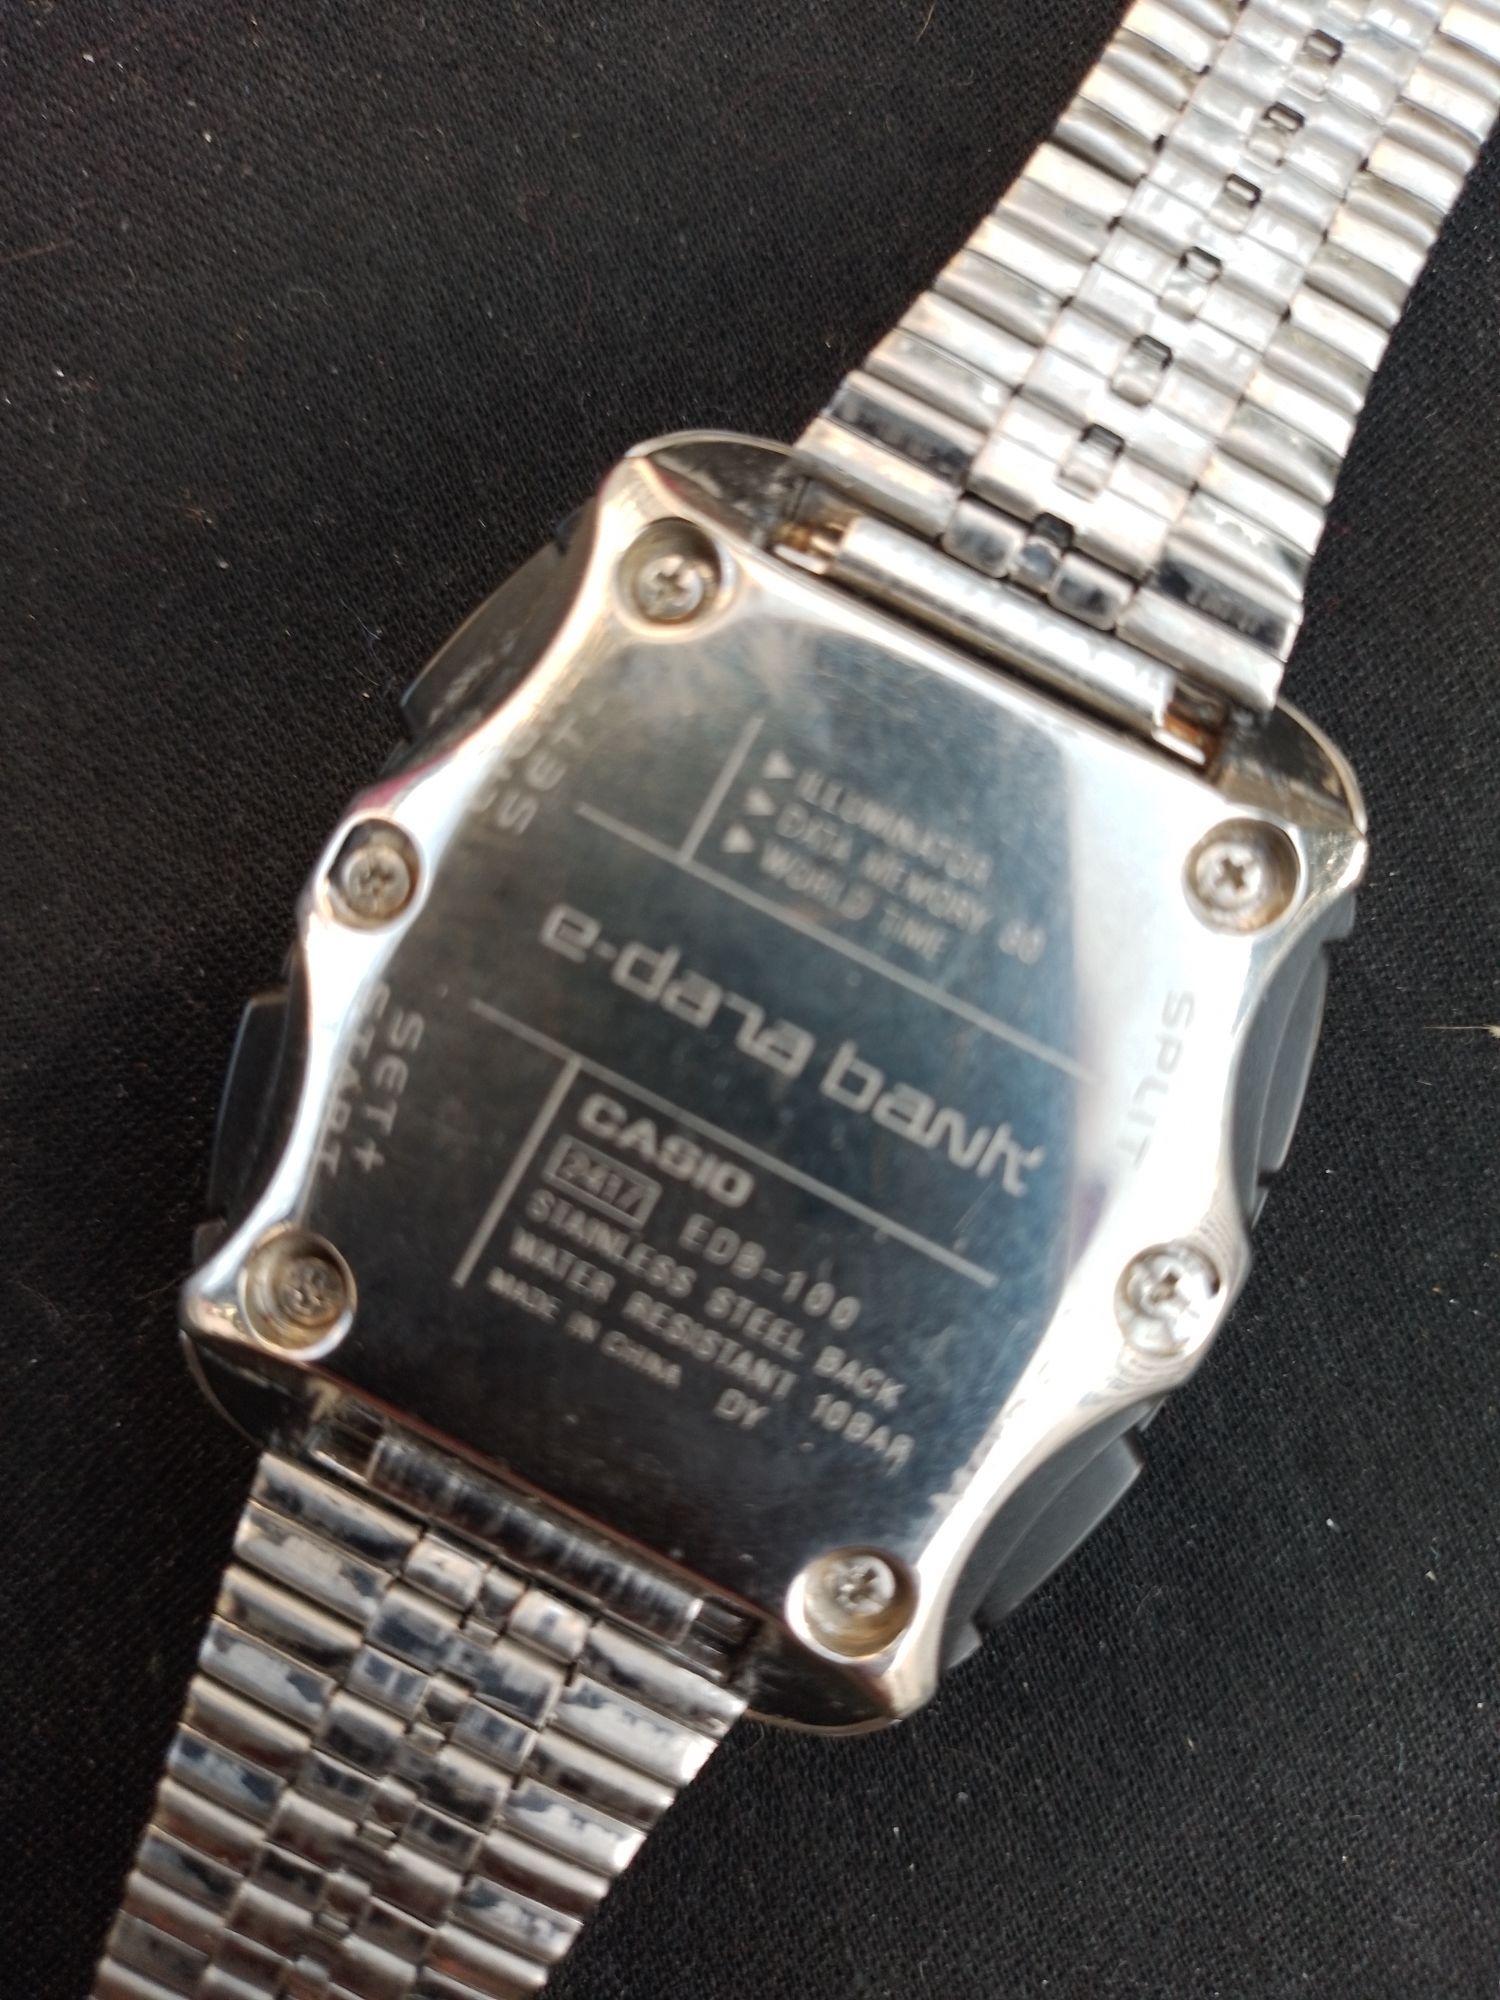 ILLUMINATOR
DATA MEMORY
WORLD TIME
e-data bank
CASIO
2417 EDB-100
STAINLESS STEEL BACK
WATER RESISTANT 10BAR
MADE IN CHINA DY
SET
SET +
START
SPLIT